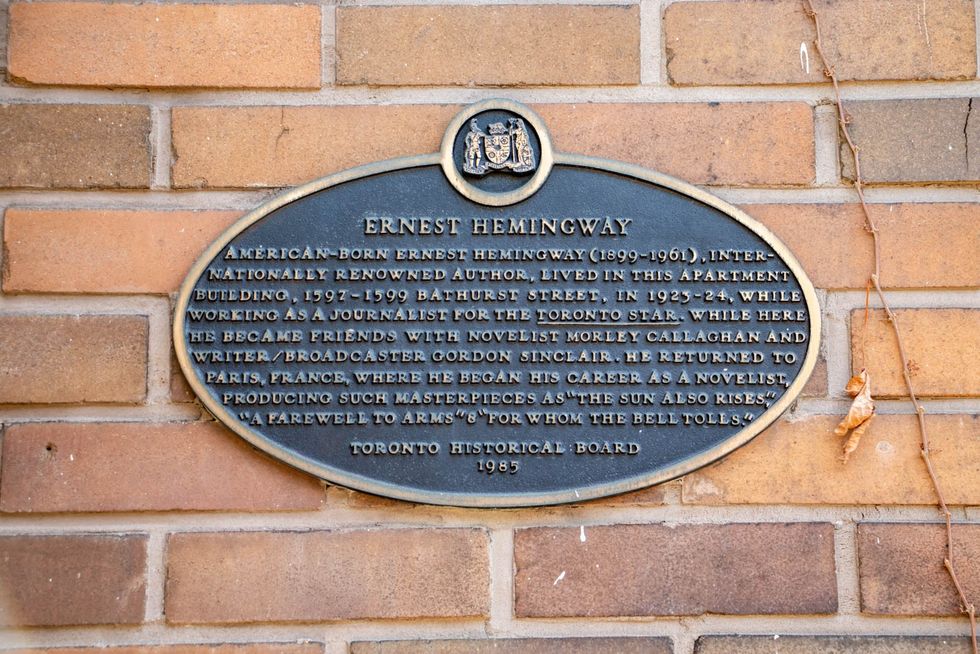 ERNEST HEMINGWAY
AMERICAN-BORN ERNEST HEMINGWAY (1899-1961), INTER-
NATIONALLY RENOWNED AUTHOR, LIVED IN THIS APARTMENT
BUILDING, 1597-1599 BATHURST STREET, IN 1923-24, WHILE
WORKING AS A JOURNALIST FOR THE TORONTO STAR. WHILE HERE
HE BECAME FRIENDS WITH NOVELIST MORLEY CALLAGHAN AND
WRITER/BROADCASTER GORDON SINCLAIR. HE RETURNED TO
PARIS, FRANCE, WHERE HE BEGAN HIS CAREER AS A NOVELIST,
PRODUCING SUCH MASTERPIECES AS "THE SUN ALSO RISES,"
"A FAREWELL TO ARMS" & "FOR WHOM THE BELL TOLLS."
TORONTO HISTORICAL BOARD
1985